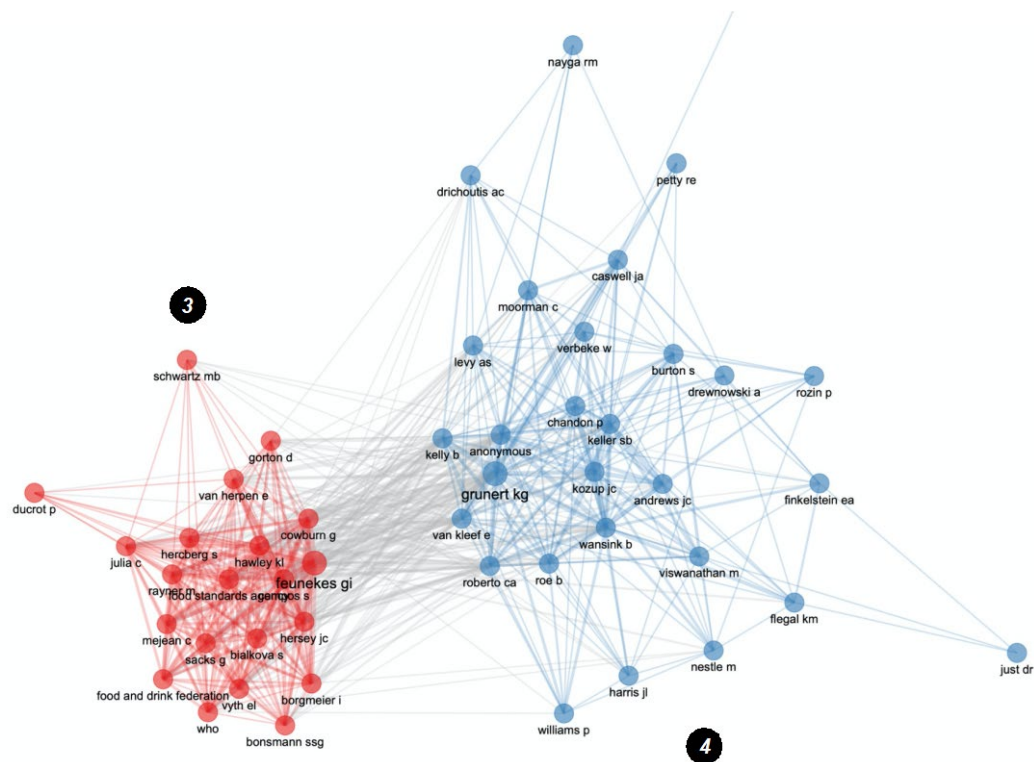 nayga rm
petty re
drichoutis ac
caswell ja
moorman c
3
verbeke w
levy as
burton s
schwartz mb
drewnowski a
rozin p
chandon p
keller sb
gorton d
kelly b
anonymous
van herpen e
grunert kg
kozup jc
andrews jc
finkelstein ea
ducrot p
cowburn g
van kleef e
wansink b
hercberg s
julia c
hawley kl
feunekes gi
roberto ca
roe b
viswanathan m
rayner m
food standards agency
s
flegal km
mejean c
hersey jc
sacks g
bialkova s
nestle m
just dr
food and drink federation
vyth el
borgmeier i
harris jl
who
bonsmann ssg
williams p
4